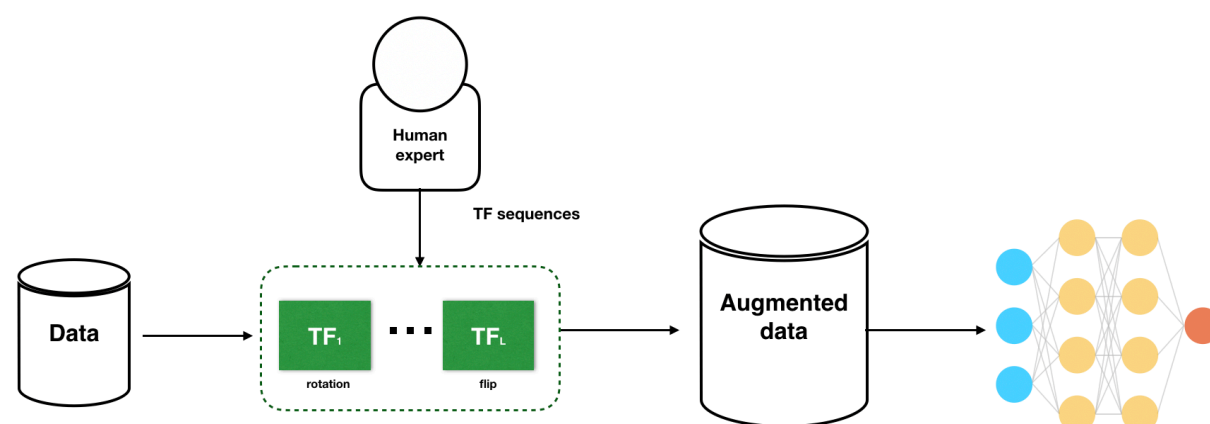 Human
expert
TF sequences
Data
TF₁
TFL
rotation
flip
Augmented
data